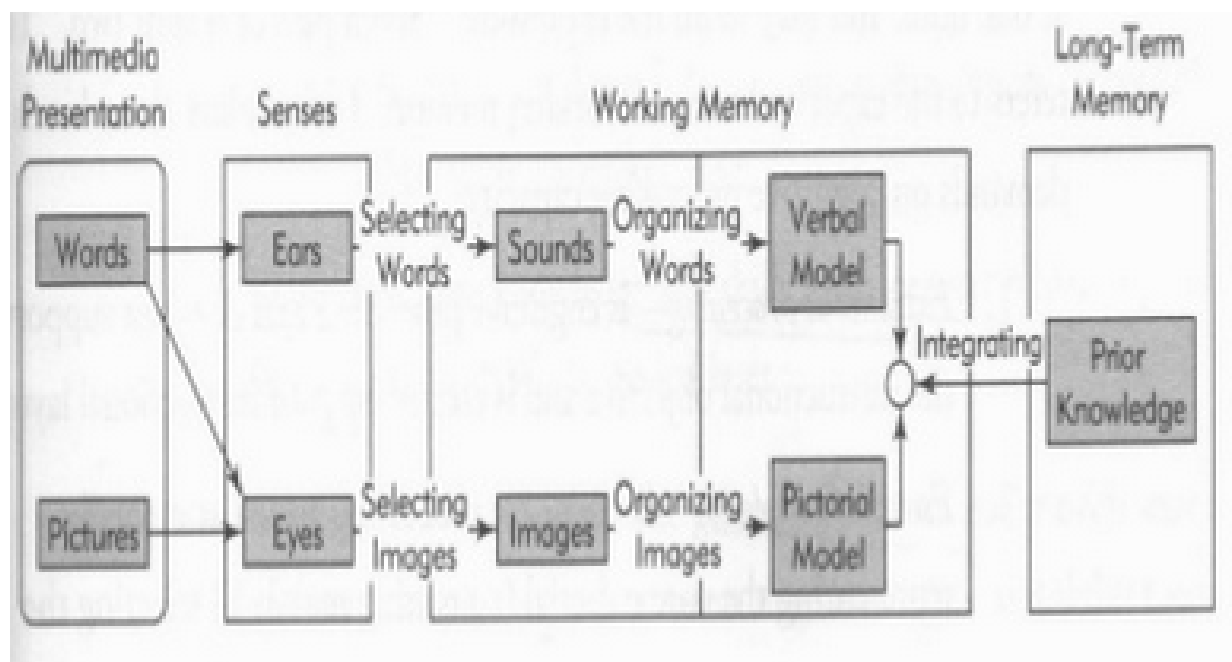 Multimedia
Presentation
Senses
Working Memory
Long-Term
Memory
Words
Ears
Selecting
Words
Sounds
Organizing
Words
Verbal
Model
Integrating
Prior
Knowledge
Pictures
Eyes
Selecting
Images
Images
Organizing
Images
Pictorial
Model